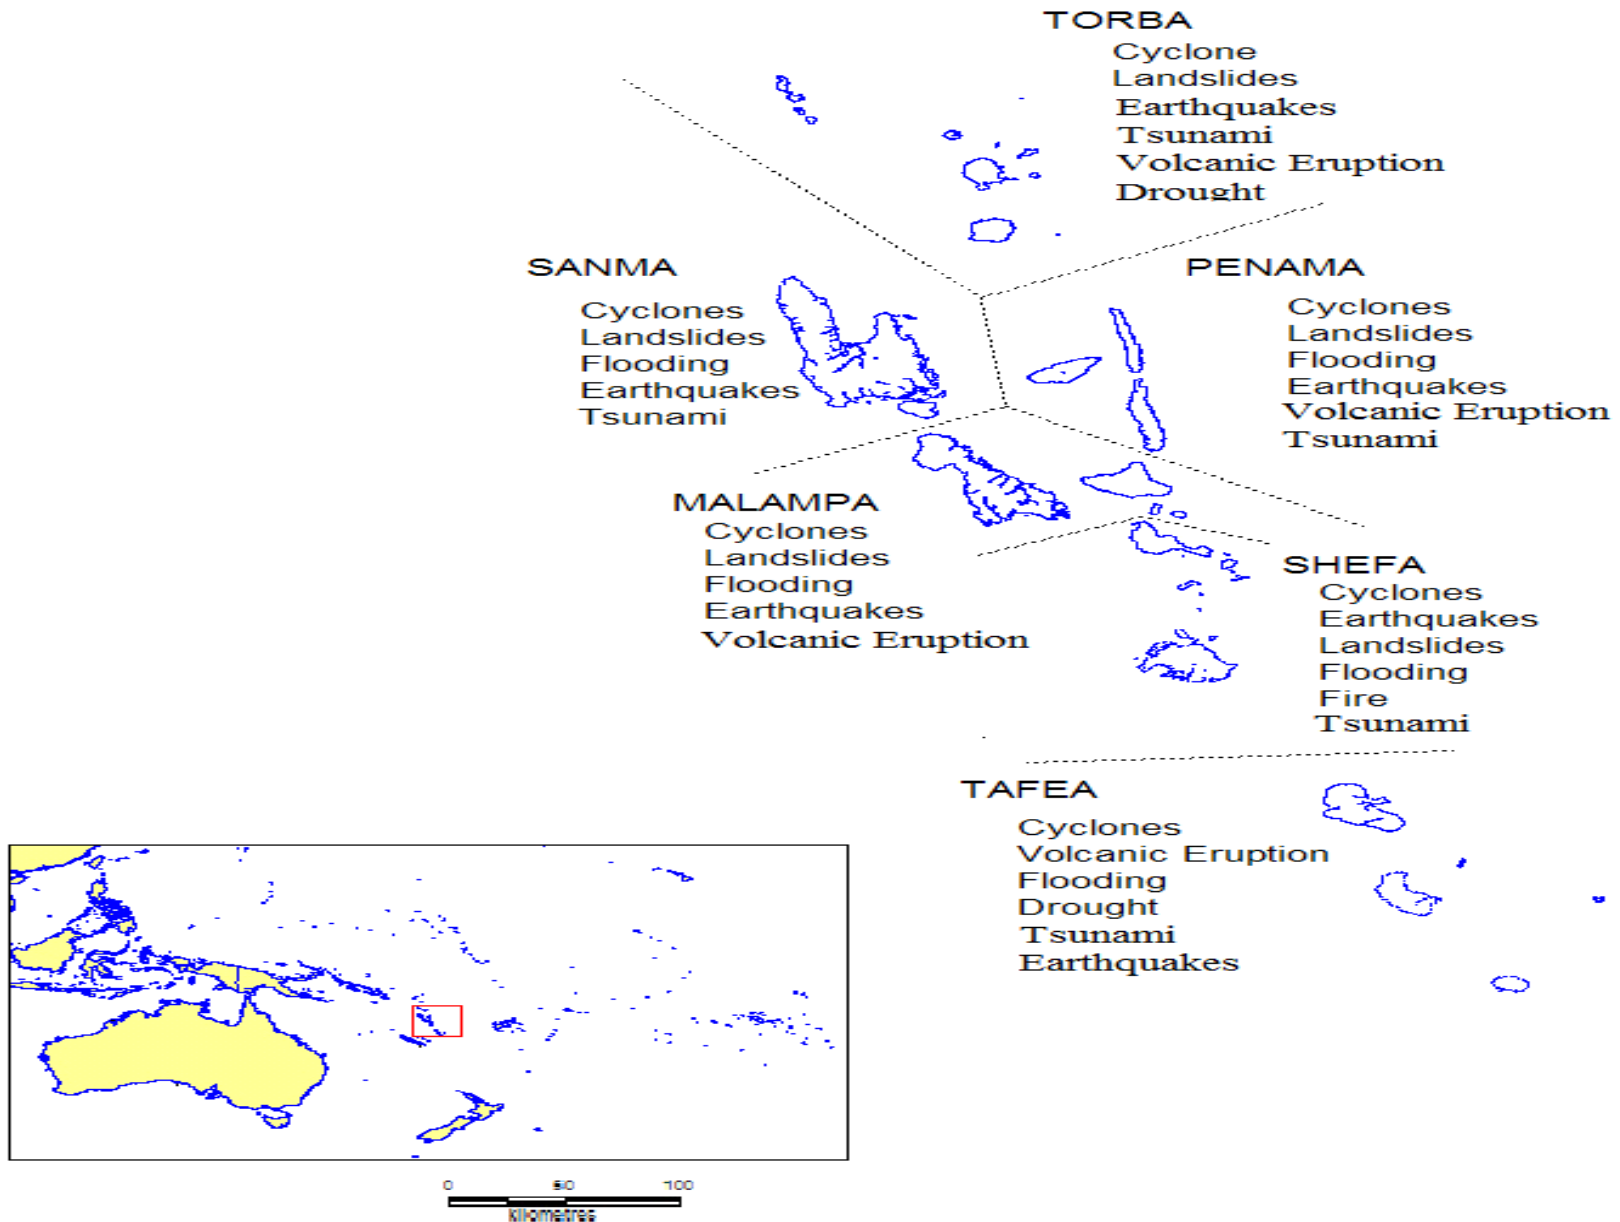 TORBA
Cyclone
Landslides
Earthquakes
Tsunami
Volcanic Eruption
Drought
SANMA
Cyclones
Landslides
Flooding
Earthquakes
Tsunami
PENAMA
Cyclones
Landslides
Flooding
Earthquakes
Volcanic Eruption
Tsunami
MALAMPA
Cyclones
Landslides
Flooding
Earthquakes
Volcanic Eruption
SHEFA
Cyclones
Earthquakes
Landslides
Flooding
Fire
Tsunami
TAFEA
Cyclones
Volcanic Eruption
Flooding
Drought
Tsunami
Earthquakes
0 50 100
kilometres